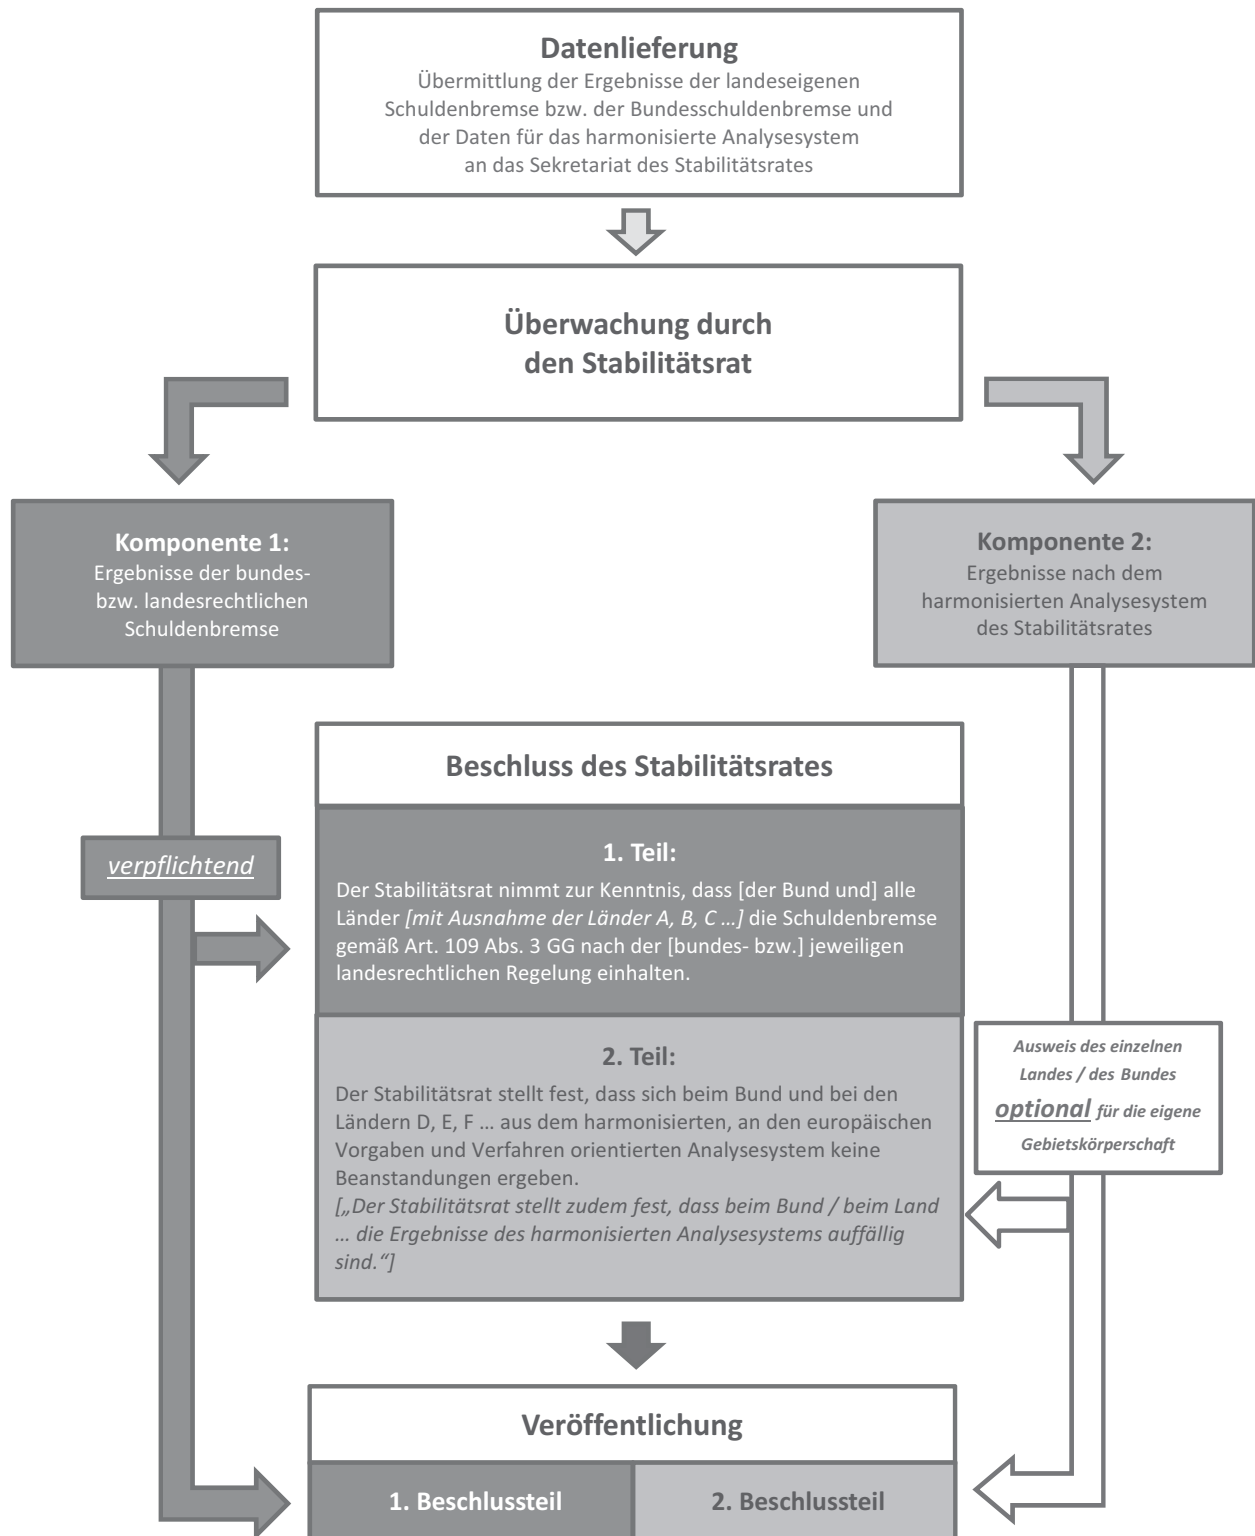 Datenlieferung
Übermittlung der Ergebnisse der landeseigenen
Schuldenbremse bzw. der Bundesschuldenbremse und
der Daten für das harmonisierte Analysesystem
an das Sekretariat des Stabilitätsrates
Überwachung durch
den Stabilitätsrat
Komponente 1:
Ergebnisse der bundes-
bzw. landesrechtlichen
Schuldenbremse
Komponente 2:
Ergebnisse nach dem
harmonisierten Analysesystem
des Stabilitätsrates
Beschluss des Stabilitätsrates
verpflichtend
1. Teil:
Der Stabilitätsrat nimmt zur Kenntnis, dass [der Bund und] alle
Länder [mit Ausnahme der Länder A, B, C …] die Schuldenbremse
gemäß Art. 109 Abs. 3 GG nach der [bundes- bzw.] jeweiligen
landesrechtlichen Regelung einhalten.
2. Teil:
Der Stabilitätsrat stellt fest, dass sich beim Bund und bei den
Ländern D, E, F … aus dem harmonisierten, an den europäischen
Vorgaben und Verfahren orientierten Analysesystem keine
Beanstandungen ergeben.
[„Der Stabilitätsrat stellt zudem fest, dass beim Bund / beim Land
… die Ergebnisse des harmonisierten Analysesystems auffällig
sind.“]
Ausweis des einzelnen
Landes / des Bundes
optional für die eigene
Gebietskörperschaft
Veröffentlichung
1. Beschlussteil
2. Beschlussteil